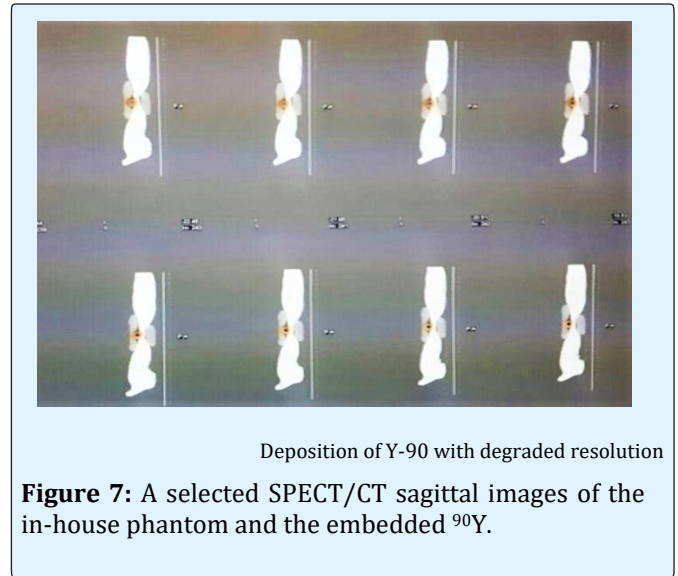 Deposition of Y-90 with degraded resolution
Figure 7: A selected SPECT/CT sagittal images of the
in-house phantom and the embedded ⁹⁰Y.